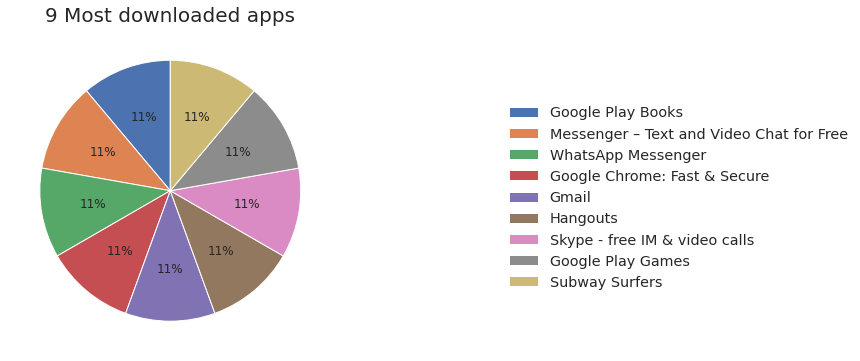 9 Most downloaded apps
11%
11%
11%
11%
11%
11%
11%
11%
11%
Google Play Books
Messenger – Text and Video Chat for Free
WhatsApp Messenger
Google Chrome: Fast & Secure
Gmail
Hangouts
Skype - free IM & video calls
Google Play Games
Subway Surfers